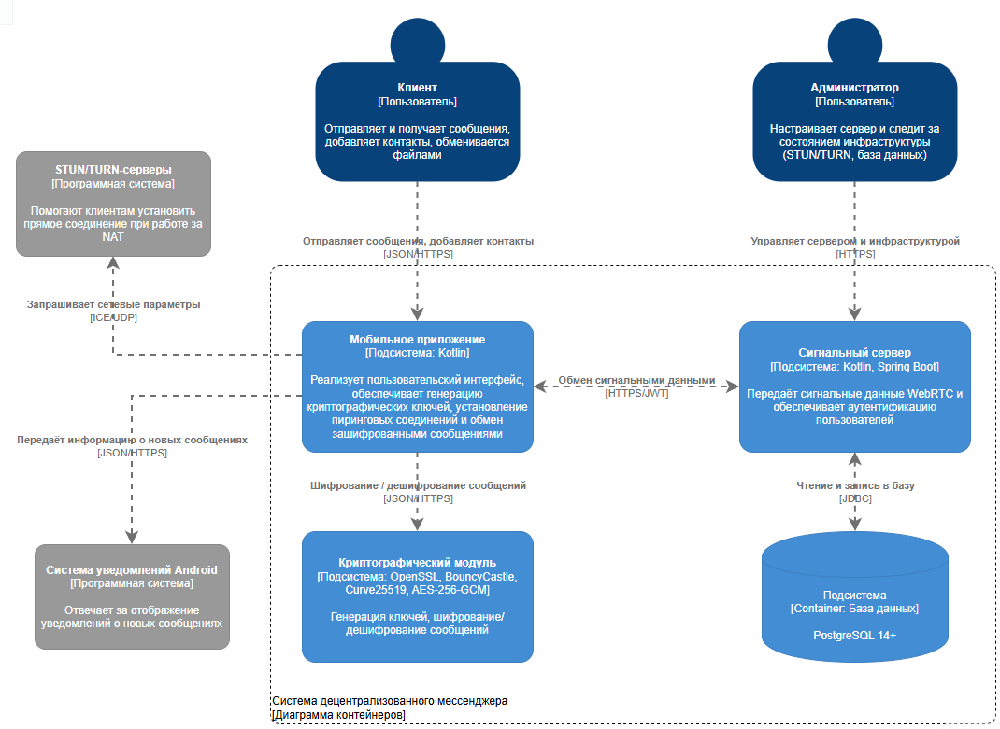 Клиент
[Пользователь]
Отправляет и получает сообщения,
добавляет контакты, обменивается
файлами
Администратор
[Пользователь]
Настраивает сервер и следит за
состоянием инфраструктуры
(STUN/TURN, база данных)
STUN/TURN-серверы
[Программная система]
Помогают клиентам установить
прямое соединение при работе за
NAT
Отправляет сообщения, добавляет контакты
[JSON/HTTPS]
Управляет сервером и инфраструктурой
[HTTPS]
Запрашивает сетевые параметры
[ICE/UDP]
Мобильное приложение
[Подсистема: Kotlin]
Реализует пользовательский интерфейс,
обеспечивает генерацию
криптографических ключей, установление
пиринговых соединений и обмен
зашифрованными сообщениями
Обмен сигнальными данными
[HTTPS/JWT]
Сигнальный сервер
[Подсистема: Kotlin, Spring Boot]
Передаёт сигнальные данные WebRTC и
обеспечивает аутентификацию
пользователей
Передаёт информацию о новых сообщениях
[JSON/HTTPS]
Шифрование / дешифрование сообщений
[JSON/HTTPS]
Чтение и запись в базу
[JDBC]
Система уведомлений Android
[Программная система]
Отвечает за отображение
уведомлений о новых сообщениях
Криптографический модуль
[Подсистема: OpenSSL, BouncyCastle,
Curve25519, AES-256-GCM]
Генерация ключей, шифрование/
дешифрование сообщений
Подсистема
[Container: База данных]
PostgreSQL 14+
Система децентрализованного мессенджера
[Диаграмма контейнеров]